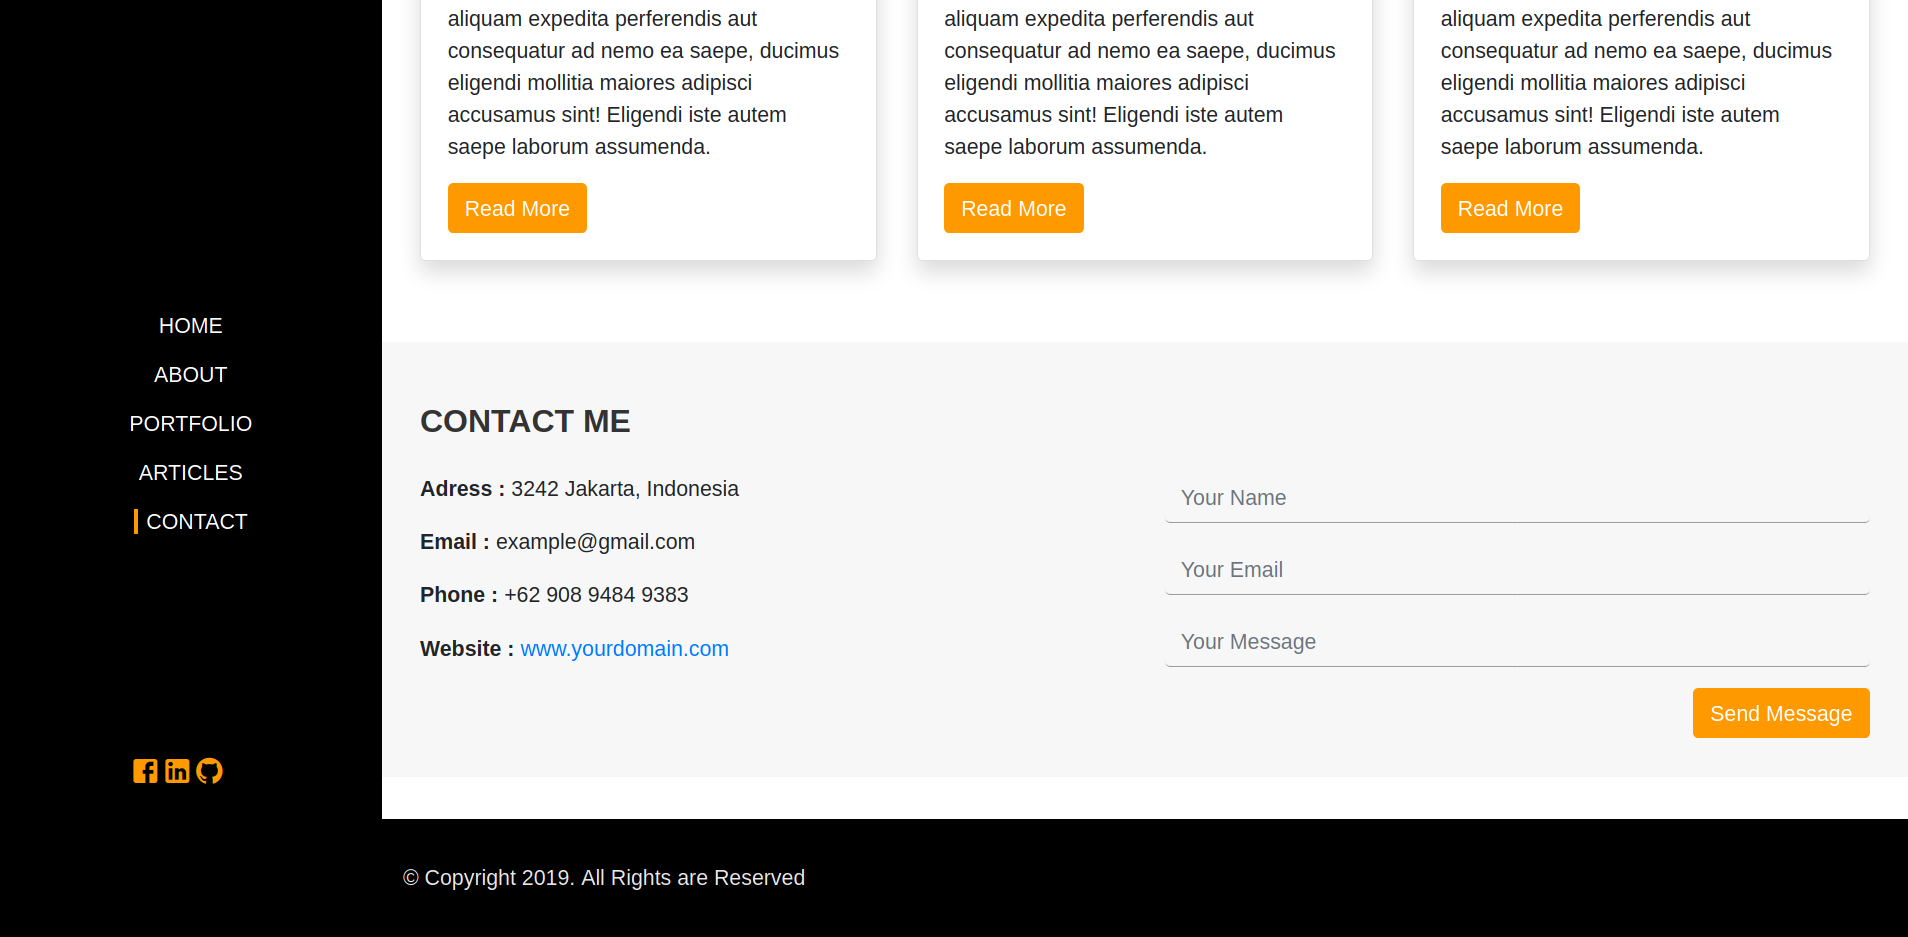 HOME
ABOUT
PORTFOLIO
ARTICLES
CONTACT
aliquam expedita perferendis aut
consequatur ad nemo ea saepe, ducimus
eligendi mollitia maiores adipisci
accusamus sint! Eligendi iste autem
saepe laborum assumenda.
Read More
aliquam expedita perferendis aut
consequatur ad nemo ea saepe, ducimus
eligendi mollitia maiores adipisci
accusamus sint! Eligendi iste autem
saepe laborum assumenda.
Read More
aliquam expedita perferendis aut
consequatur ad nemo ea saepe, ducimus
eligendi mollitia maiores adipisci
accusamus sint! Eligendi iste autem
saepe laborum assumenda.
Read More
CONTACT ME
Adress : 3242 Jakarta, Indonesia
Email : example@gmail.com
Phone : +62 908 9484 9383
Website : www.yourdomain.com
Your Name
Your Email
Your Message
Send Message
© Copyright 2019. All Rights are Reserved